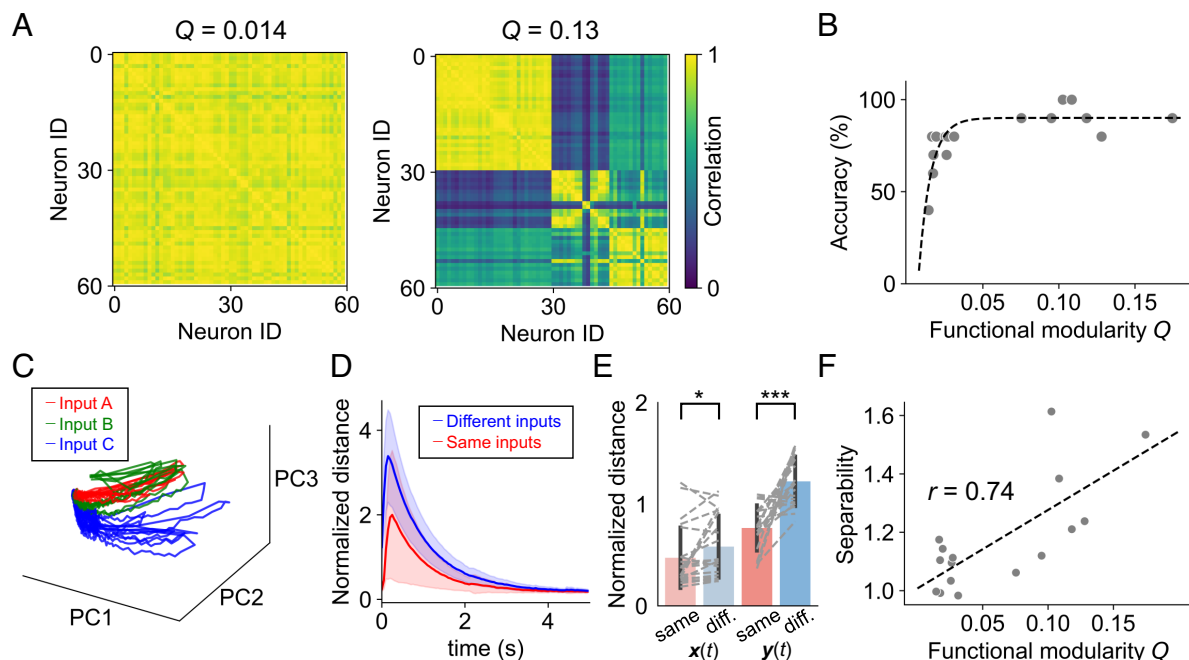 A
Q = 0.014
Q = 0.13
0
30
60
Neuron ID
0
30
60
Neuron ID
0
30
60
Neuron ID
0
30
60
Neuron ID
1
0
Correlation
B
100
50
0
Accuracy (%)
0.05
0.10
0.15
Functional modularity Q
C
Input A
Input B
Input C
PC1
PC2
PC3
D
Different inputs
Same inputs
4
2
0
Normalized distance
0
2
4
time (s)
E
2
1
0
Normalized distance
*
***
same
diff.
same
diff.
x(t)
y(t)
F
1.6
1.4
1.2
1.0
Separability
r = 0.74
0.05
0.10
0.15
Functional modularity Q